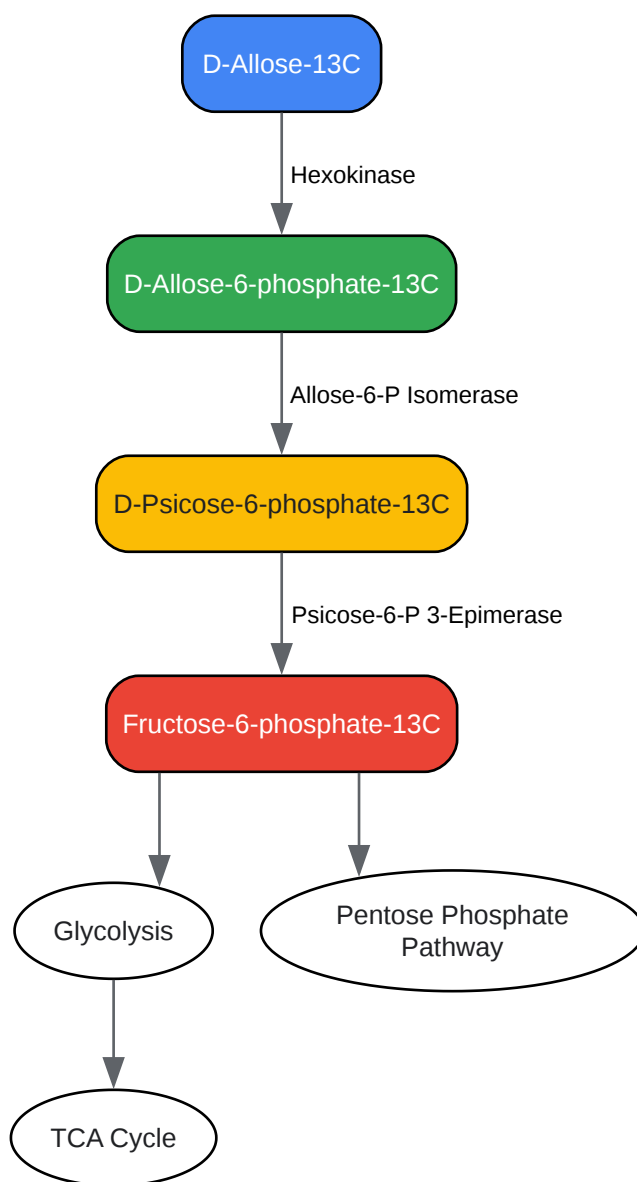 D-Allose-13C
Hexokinase
D-Allose-6-phosphate-13C
Allose-6-P Isomerase
D-Psicose-6-phosphate-13C
Psicose-6-P 3-Epimerase
Fructose-6-phosphate-13C
Glycolysis
Pentose Phosphate
Pathway
TCA Cycle